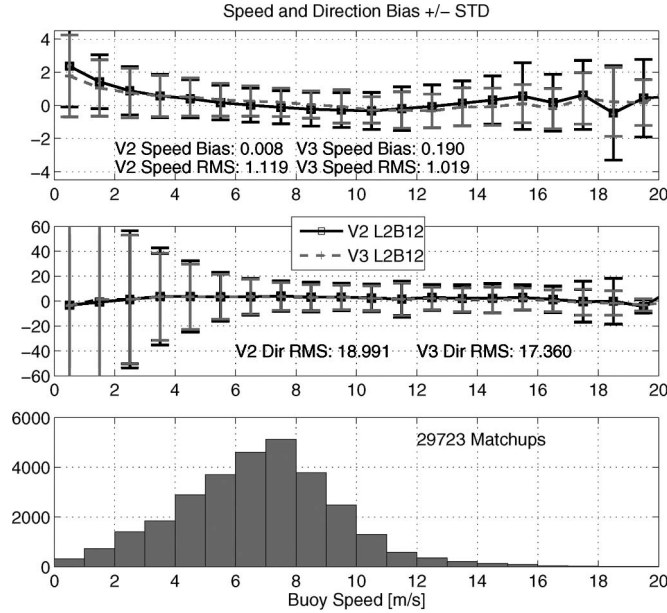 Speed and Direction Bias +/− STD
4
2
0
−2
−4
V2 Speed Bias: 0.008 V3 Speed Bias: 0.190
V2 Speed RMS: 1.119 V3 Speed RMS: 1.019
0 2 4 6 8 10 12 14 16 18 20
60
40
20
0
−20
−40
−60
V2 L2B12
V3 L2B12
V2 Dir RMS: 18.991 V3 Dir RMS: 17.360
0 2 4 6 8 10 12 14 16 18 20
6000
4000
2000
0
29723 Matchups
0 2 4 6 8 10 12 14 16 18 20
Buoy Speed [m/s]